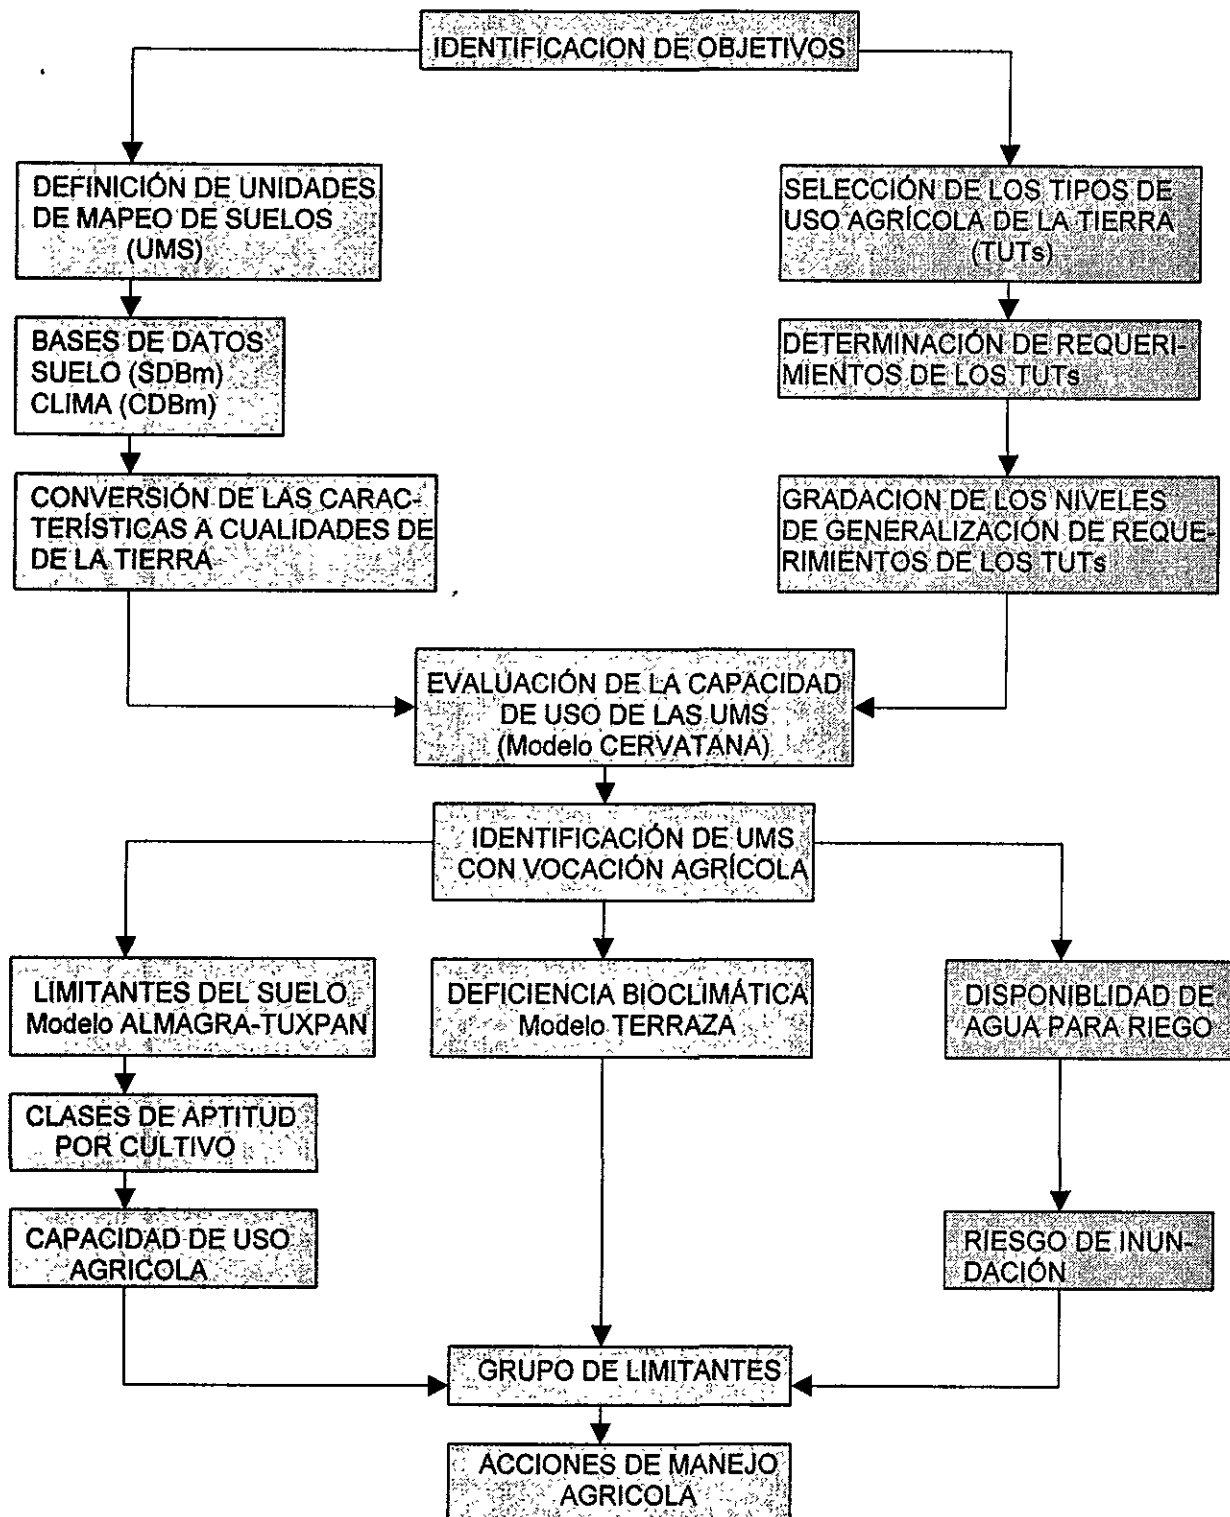 IDENTIFICACION DE OBJETIVOS
DEFINICIÓN DE UNIDADES
DE MAPEO DE SUELOS
(UMS)
SELECCIÓN DE LOS TIPOS DE
USO AGRÍCOLA DE LA TIERRA
(TUTs)
BASES DE DATOS
SUELO (SDBm)
CLIMA (CDBm)
DETERMINACIÓN DE REQUERI-
MIENTOS DE LOS TUTs
CONVERSIÓN DE LAS CARAC-
TERÍSTICAS A CUALIDADES DE
DE LA TIERRA
GRADACION DE LOS NIVELES
DE GENERALIZACIÓN DE REQUE-
RIMIENTOS DE LOS TUTs
EVALUACIÓN DE LA CAPACIDAD
DE USO DE LAS UMS
(Modelo CERVATANA)
IDENTIFICACIÓN DE UMS
CON VOCACIÓN AGRÍCOLA
LIMITANTES DEL SUELO
Modelo ALMAGRA-TUXPAN
DEFICIENCIA BIOCLIMÁTICA
Modelo TERRAZA
DISPONIBLIDAD DE
AGUA PARA RIEGO
CLASES DE APTITUD
POR CULTIVO
CAPACIDAD DE USO
AGRICOLA
RIESGO DE INUN-
DACIÓN
GRUPO DE LIMITANTES
ACCIONES DE MANEJO
AGRICOLA